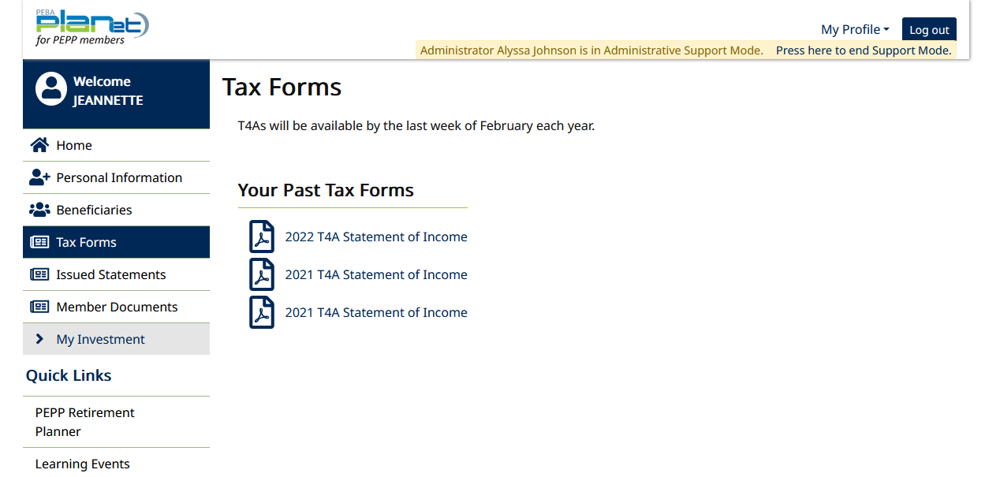 PEBA
planet
for PEPP members
My Profile
Log out
Administrator Alyssa Johnson is in Administrative Support Mode. Press here to end Support Mode.
Welcome
JEANNETTE
Tax Forms
T4As will be available by the last week of February each year.
Home
Personal Information
Beneficiaries
Tax Forms
Issued Statements
Member Documents
My Investment
Your Past Tax Forms
2022 T4A Statement of Income
2021 T4A Statement of Income
2021 T4A Statement of Income
Quick Links
PEPP Retirement
Planner
Learning Events